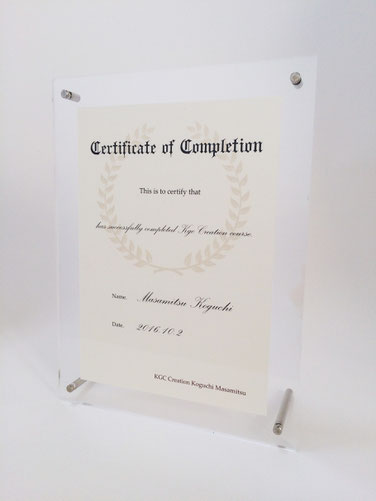 Certificate of Completion
This is to certify that
has successfully completed Kgc Creation course.
Name. Masamitsu Koguchi
Date. 2016.10.2
KGC Creation Koguchi Masamitsu